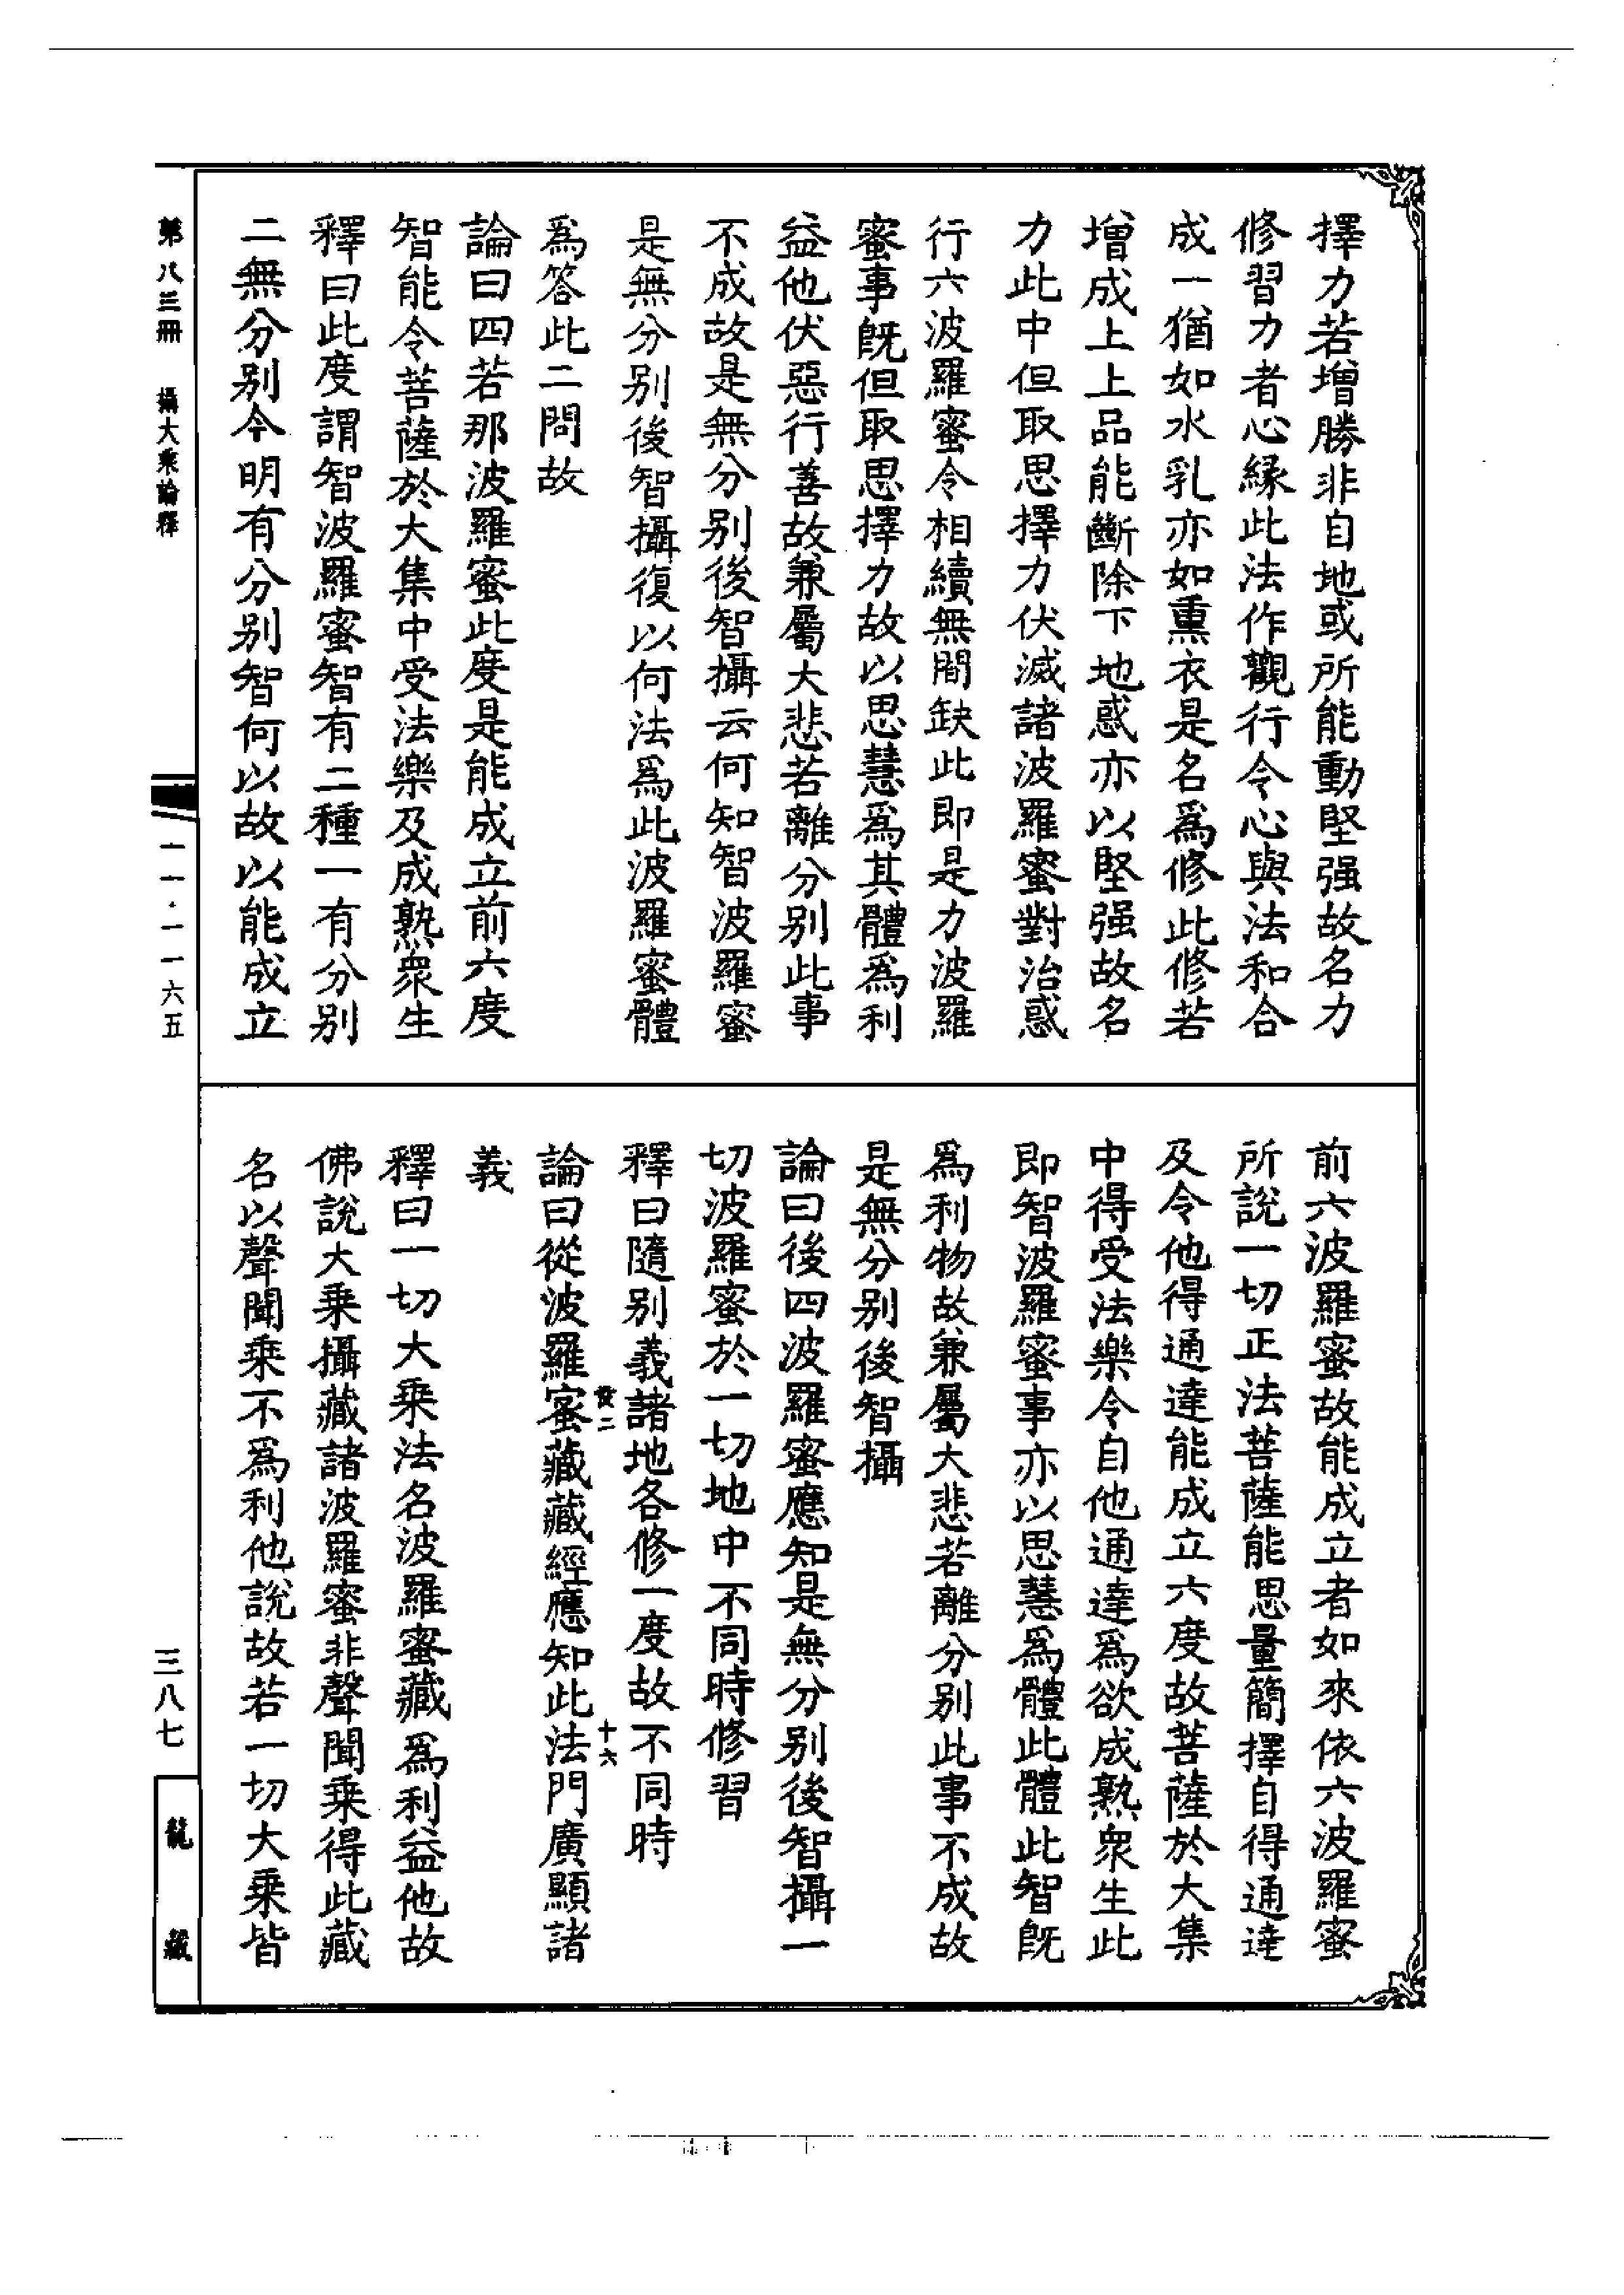 擇力若增勝非自地或所能動堅强故名力
修習力者心緣此法作觀行令心與法和合
成一猶如水乳亦如熏衣是名爲修此修若
增成上上品能斷除下地惑亦以堅强故名
力此中但取思擇力伏滅諸波羅蜜對治惑
行六波羅蜜令相續無間缺此即是力波羅
蜜事旣但取思擇力故以思慧爲其體爲利
益他伏惡行善故兼屬大悲若離分別此事
不成故是無分別後智攝云何知智波羅蜜
是無分別後智攝復以何法爲此波羅蜜體
爲答此二問故
論曰四若那波羅蜜此度是能成立前六度
智能令菩薩於大集中受法樂及成熟衆生
釋曰此度謂智波羅蜜智有二種一有分別
二無分別今明有分別智何以故以能成立
前六波羅蜜故能成立者如來依六波羅蜜
所說一切正法菩薩能思量簡擇自得通達
及令他得通達能成立六度故菩薩於大集
中得受法樂令自他通達爲欲成熟衆生此
即智波羅蜜事亦以思慧爲體此體此智旣
爲利物故兼屬大悲若離分別此事不成故
是無分別後智攝
論曰後四波羅蜜應知是無分別後智攝一
切波羅蜜於一切地中不同時修習
釋曰隨別義諸地各修一度故不同時
十六
論曰從波羅蜜藏藏經應知此法門廣顯諸
義
釋曰一切大乘法名波羅蜜藏爲利益他故
佛說大乘攝藏諸波羅蜜非聲聞乘得此藏
名以聲聞乘不爲利他說故若一切大乘皆
第八三冊 攝大乘論釋
一一·一一六五
三八七
龍藏